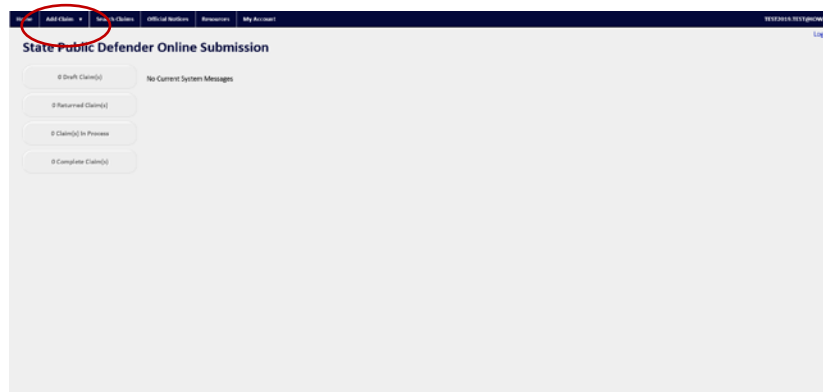 Home Add Claim ▼ Search Claims Official Notices Resources My Account TEST2019.TEST@IOW
Log
State Public Defender Online Submission
0 Draft Claim(s)
No Current System Messages
0 Returned Claim(s)
0 Claim(s) In Process
0 Complete Claim(s)